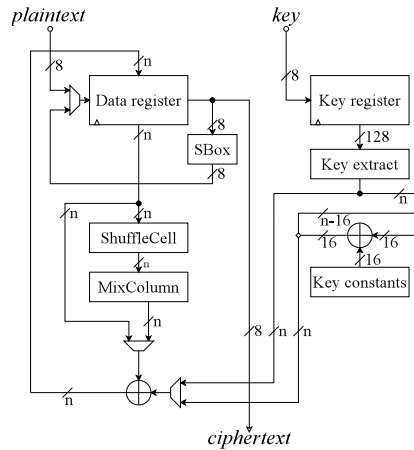 plaintext
key
n
8
8
Data register
Key register
8
n
128
SBox
Key extract
8
n
n
n
n-16
ShuffleCell
16
16
n
16
MixColumn
Key constants
n
8
n
n
n
ciphertext